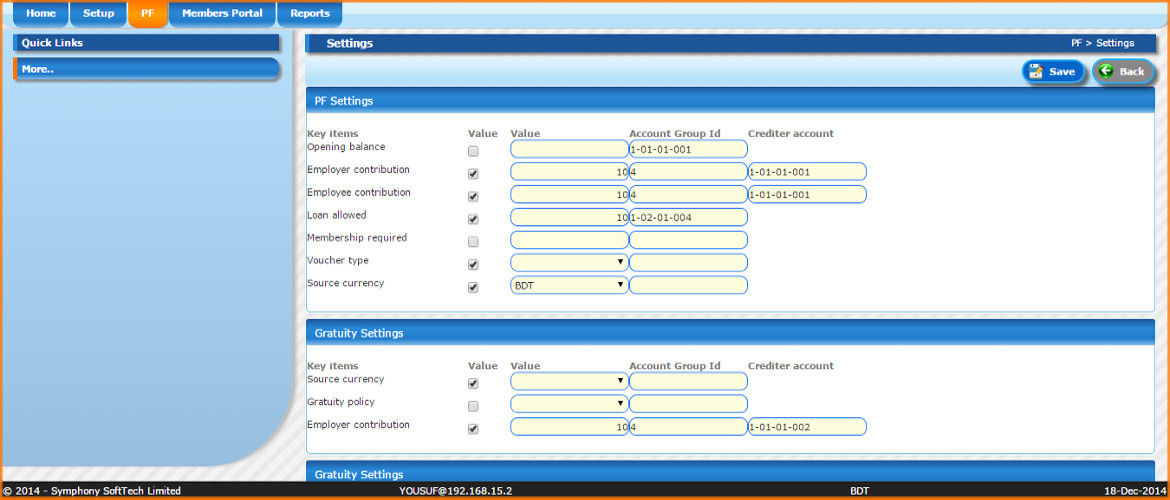 Home Setup PF Members Portal Reports
Quick Links
More..
Settings PF > Settings
Save Back
PF Settings
Key items Value Value Account Group Id Crediter account
Opening balance 1-01-01-001
Employer contribution 10 4 1-01-01-001
Employee contribution 10 4 1-01-01-001
Loan allowed 10 1-02-01-004
Membership required
Voucher type
Source currency BDT
Gratuity Settings
Key items Value Value Account Group Id Crediter account
Source currency
Gratuity policy
Employer contribution 10 4 1-01-01-002
Gratuity Settings
© 2014 - Symphony SoftTech Limited YOUSUF@192.168.15.2 BDT 18-Dec-2014